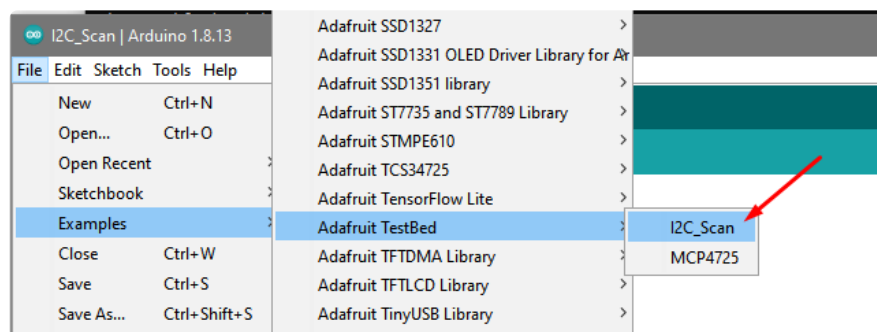 I2C_Scan | Arduino 1.8.13
File Edit Sketch Tools Help
New Ctrl+N
Open... Ctrl+O
Open Recent
Sketchbook
Examples
Close Ctrl+W
Save Ctrl+S
Save As... Ctrl+Shift+S
Adafruit SSD1327
Adafruit SSD1331 OLED Driver Library for Ar
Adafruit SSD1351 library
Adafruit ST7735 and ST7789 Library
Adafruit STMPE610
Adafruit TCS34725
Adafruit TensorFlow Lite
Adafruit TestBed
Adafruit TFTDMA Library
Adafruit TFTLCD Library
Adafruit TinyUSB Library
I2C_Scan
MCP4725